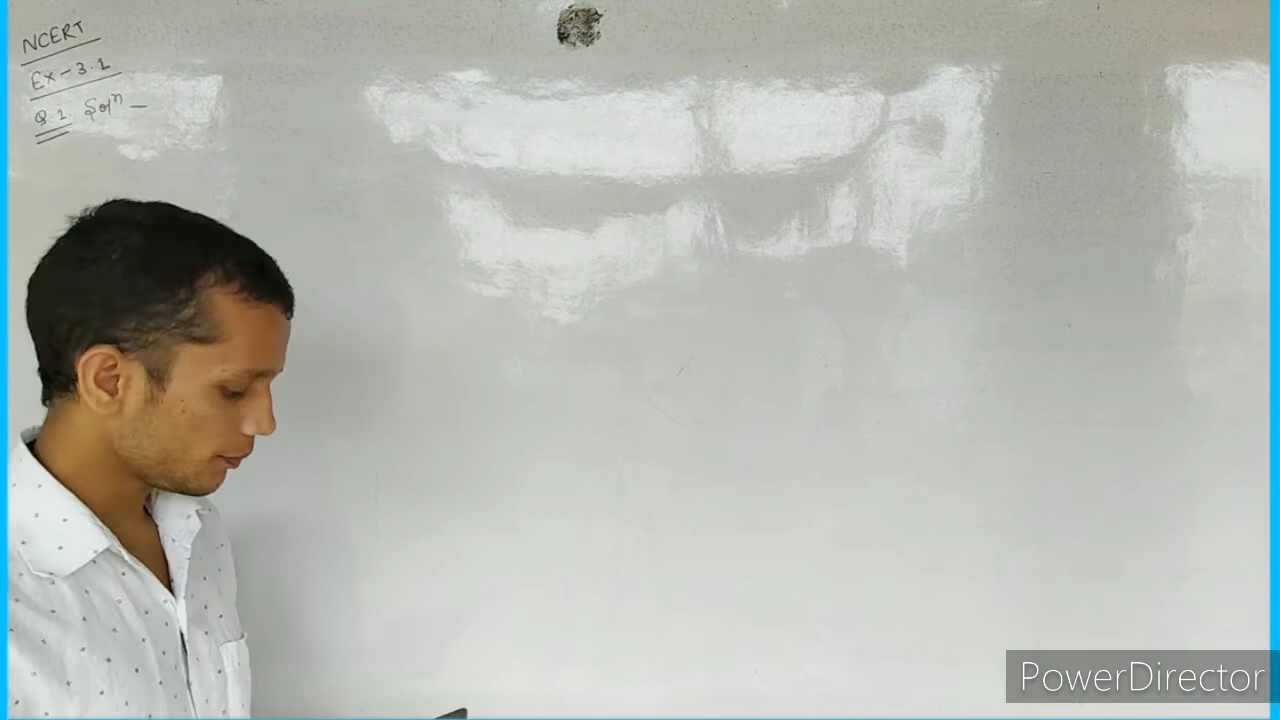 NCERT
Ex-3.1
Q.1. Solⁿ -
PowerDirector